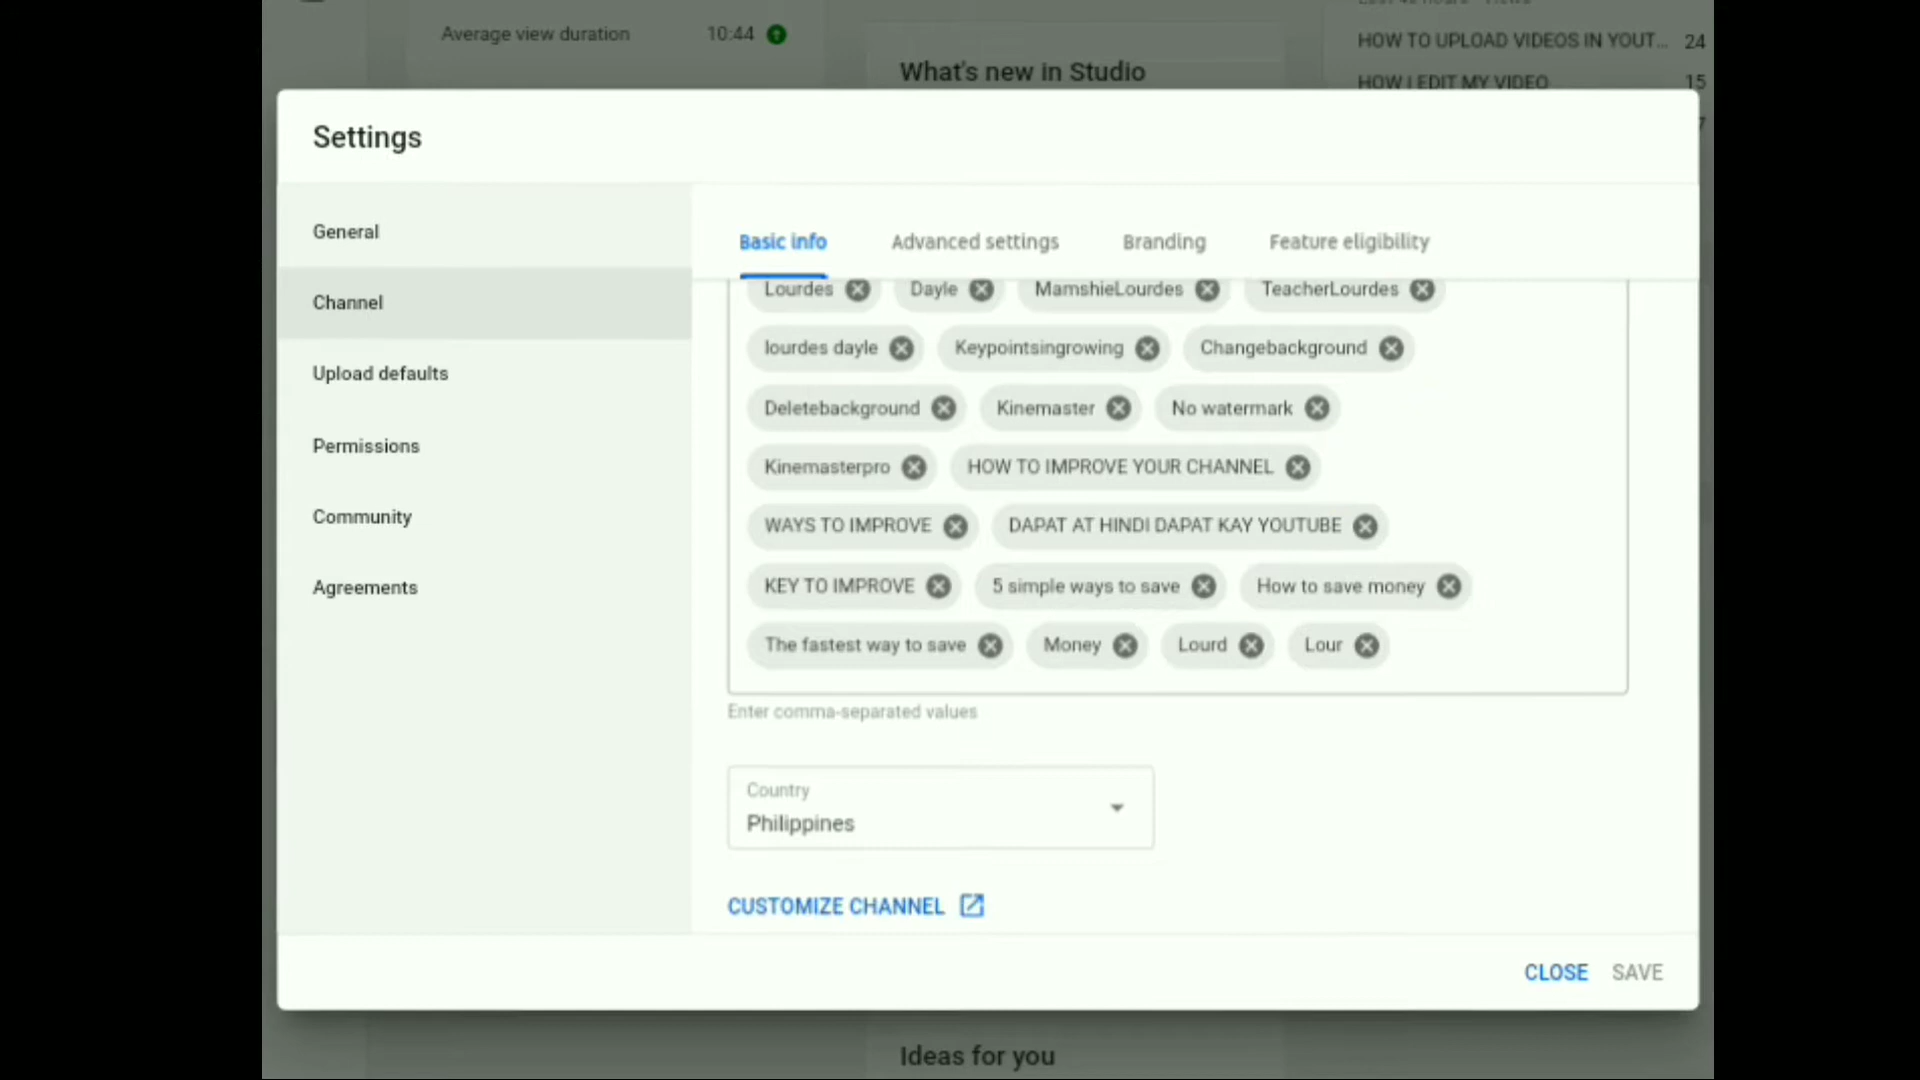 Average view duration 10:44
What's new in Studio
HOW TO UPLOAD VIDEOS IN YOUT... 24
HOW I EDIT MY VIDEO 15
Settings
General
Channel
Upload defaults
Permissions
Community
Agreements
Basic info Advanced settings Branding Feature eligibility
Lourdes Dayle MamshieLourdes TeacherLourdes
lourdes dayle Keypointsingrowing Changebackground
Deletebackground Kinemaster No watermark
Kinemasterpro HOW TO IMPROVE YOUR CHANNEL
WAYS TO IMPROVE DAPAT AT HINDI DAPAT KAY YOUTUBE
KEY TO IMPROVE 5 simple ways to save How to save money
The fastest way to save Money Lourd Lour
Enter comma-separated values
Country
Philippines
CUSTOMIZE CHANNEL
CLOSE SAVE
Ideas for you